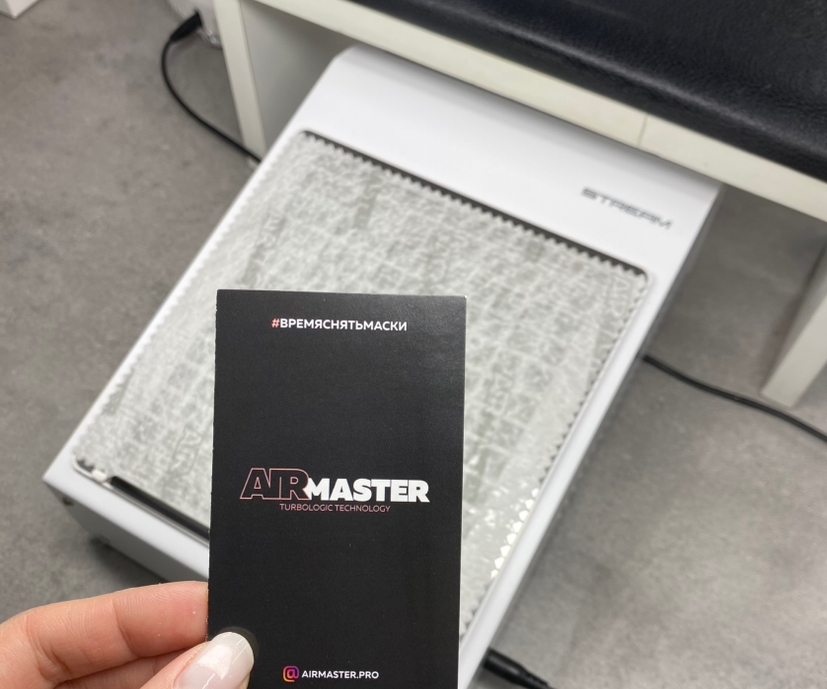 STREAM
#ВРЕМЯСНЯТЬМАСКИ
AIRMASTER
TURBOLOGIC TECHNOLOGY
@ AIRMASTER.PRO